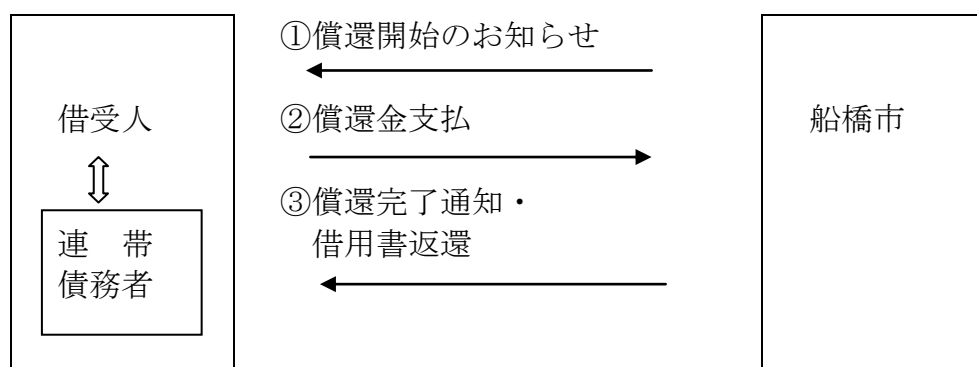 ①償還開始のお知らせ
借受人
②償還金支払
船橋市
③償還完了通知・
借用書返還
連　帯
債務者